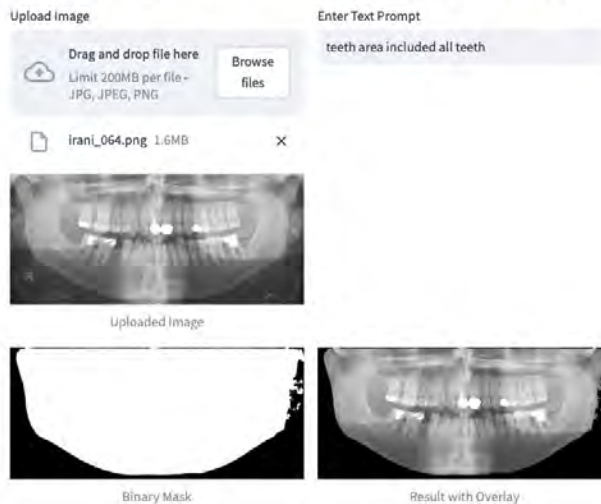 Upload Image
Drag and drop file here
Limit 200MB per file -
JPG, JPEG, PNG
Browse
files
irani_064.png 1.6MB
Uploaded Image
Enter Text Prompt
teeth area included all teeth
Binary Mask
Result with Overlay